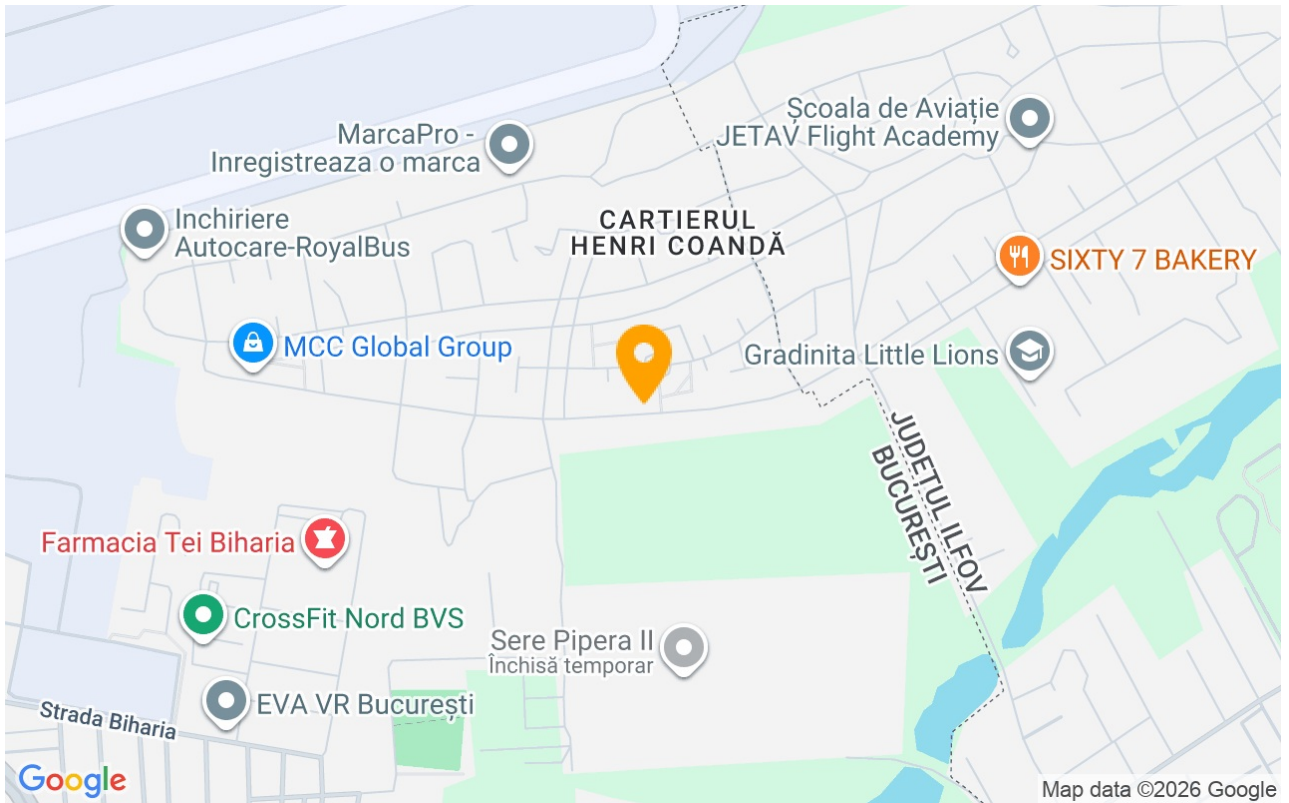 Școala de Aviație
JETAV Flight Academy
MarcaPro -
Inregistreaza o marca
CARTIERUL
HENRI COANDĂ
Inchiriere
Autocare-RoyalBus
SIXTY 7 BAKERY
MCC Global Group
Gradinita Little Lions
JUDEȚUL ILFOV
BUCUREȘTI
Farmacia Tei Biharia
CrossFit Nord BVS
Sere Pipera II
Închisă temporar
EVA VR București
Strada Biharia
Google
Map data ©2026 Google